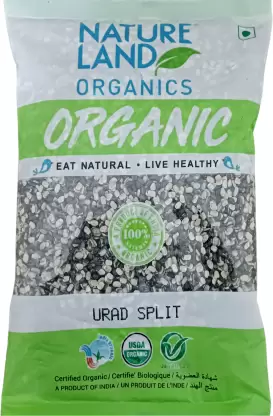 NATURE
LAND
ORGANICS
ORGANIC
EAT NATURAL • LIVE HEALTHY
100%
ORGANIC
URAD SPLIT
USDA
ORGANIC
Certified Organic / Certifié Biologique / شهادة العضوية
A PRODUCT OF INDIA / UN PRODUIT DE L'INDE / منتج الهند